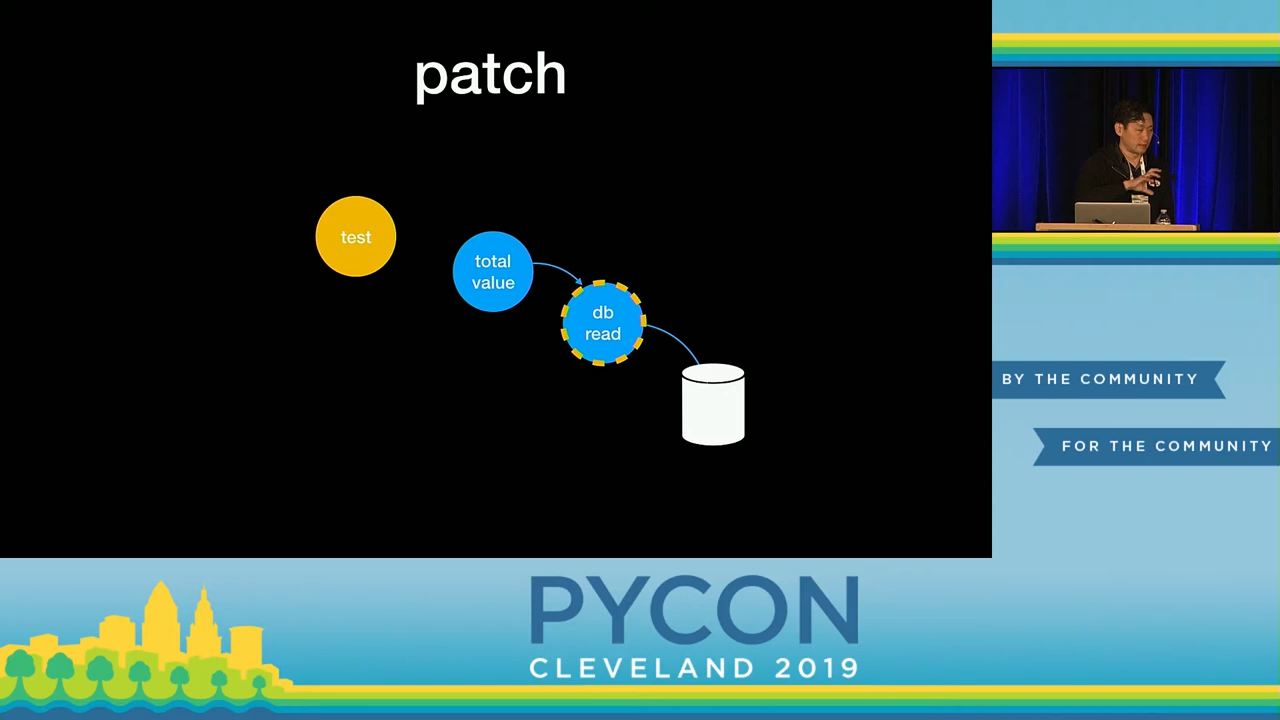 patch
test
total
value
db
read
BY THE COMMUNITY
FOR THE COMMUNITY
PYCON
CLEVELAND 2019